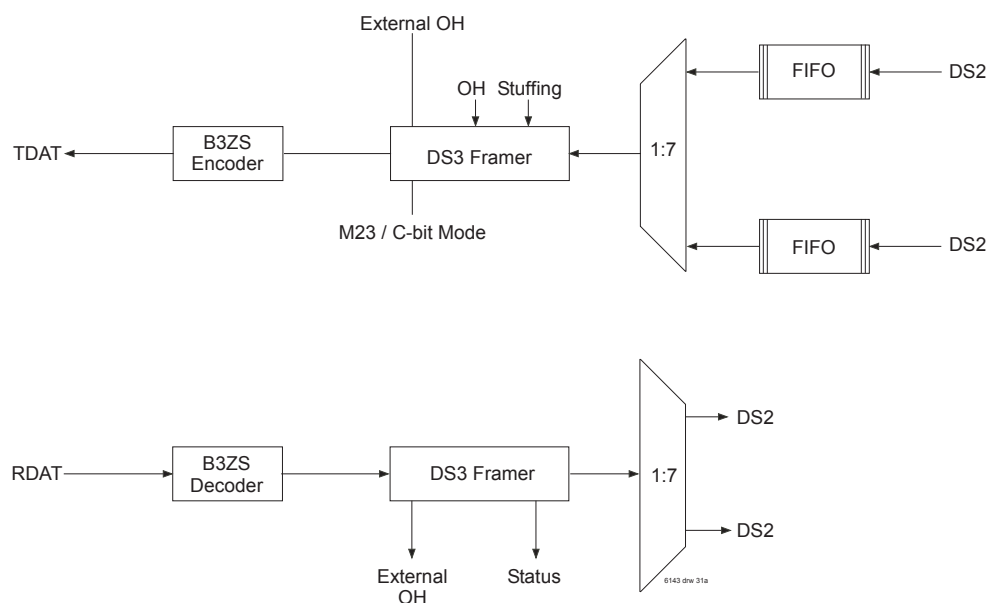 External OH
OH Stuffing
FIFO
DS2
TDAT
B3ZS
Encoder
DS3 Framer
1:7
M23 / C-bit Mode
FIFO
DS2
DS2
RDAT
B3ZS
Decoder
DS3 Framer
1:7
DS2
External
OH
Status
6143 drw 31a